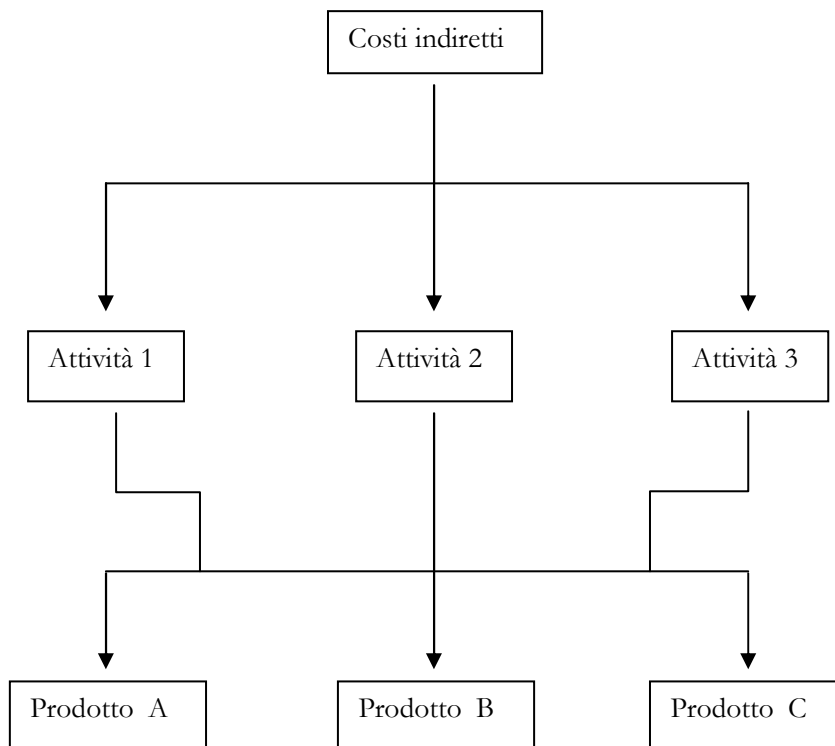 Costi indiretti
Attività 1
Attività 2
Attività 3
Prodotto A
Prodotto B
Prodotto C